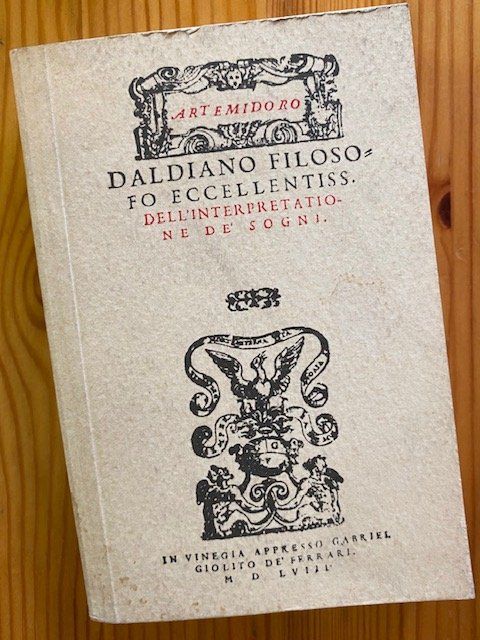 ARTEMIDORO
DALDIANO FILOSO=
FO ECCELLENTISS.
DELL'INTERPRETATIO-
NE DE' SOGNI.
IN VINEGIA APPRESSO GABRIEL
GIOLITO DE' FERRARI.
M D LVIII